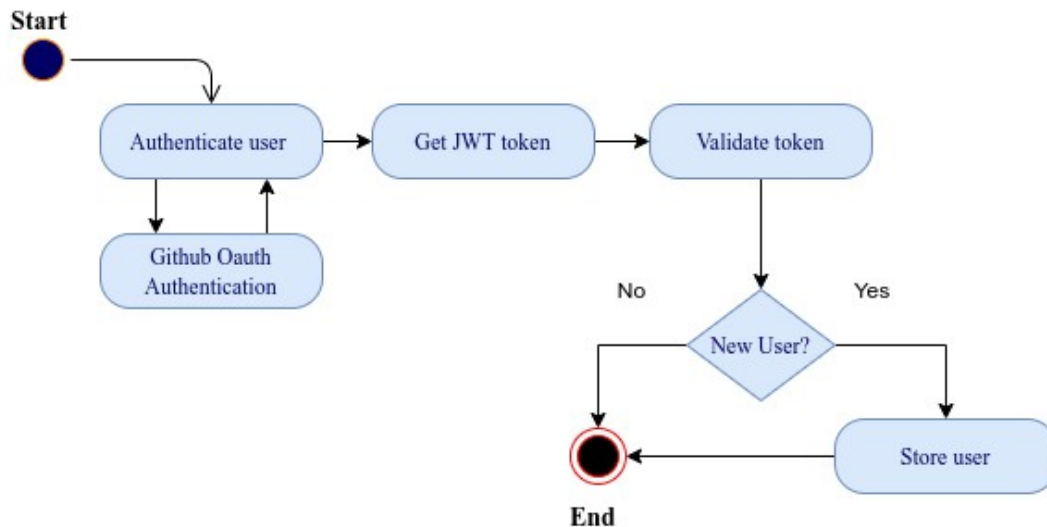 Start
Authenticate user
Get JWT token
Validate token
Github Oauth
Authentication
No
Yes
New User?
Store user
End